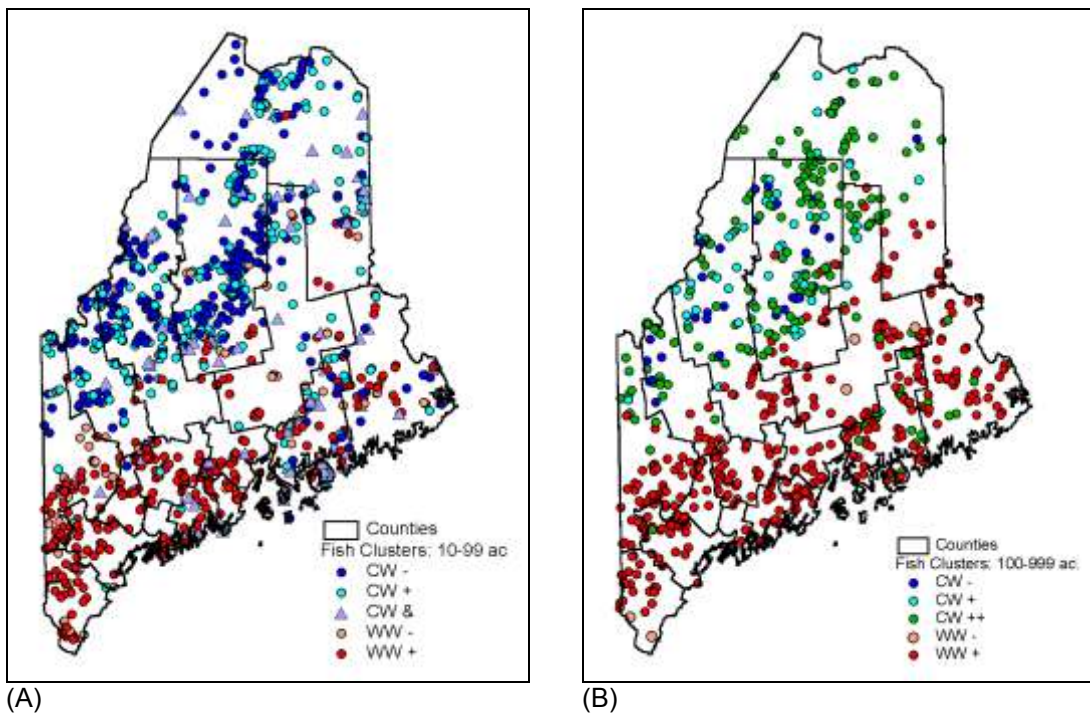 Counties
Fish Clusters: 10-99 ac
CW -
CW +
CW &
WW -
WW +
(A)
Counties
Fish Clusters: 100-999 ac.
CW -
CW +
CW ++
WW -
WW +
(B)